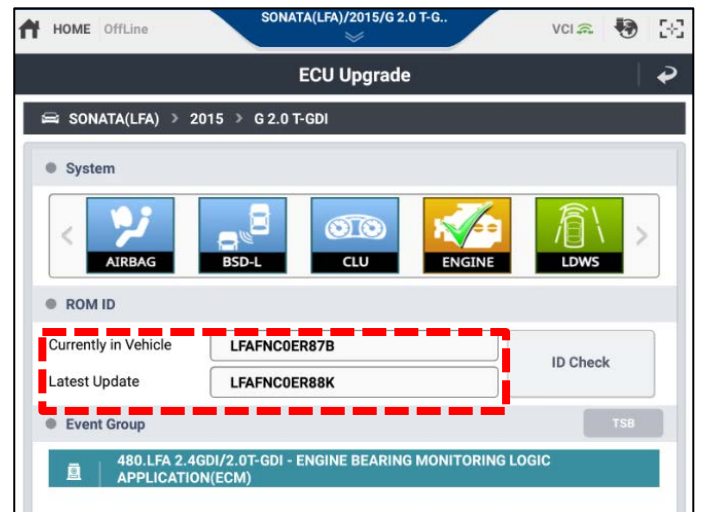 HOME OffLine SONATA(LFA)/2015/G 2.0 T-G.. VCI
ECU Upgrade
SONATA(LFA) > 2015 > G 2.0 T-GDI
System
< AIRBAG BSD-L CLU ENGINE LDWS >
ROM ID
Currently in Vehicle LFAFNC0ER87B
ID Check
Latest Update LFAFNC0ER88K
Event Group TSB
480.LFA 2.4GDI/2.0T-GDI - ENGINE BEARING MONITORING LOGIC
APPLICATION(ECM)